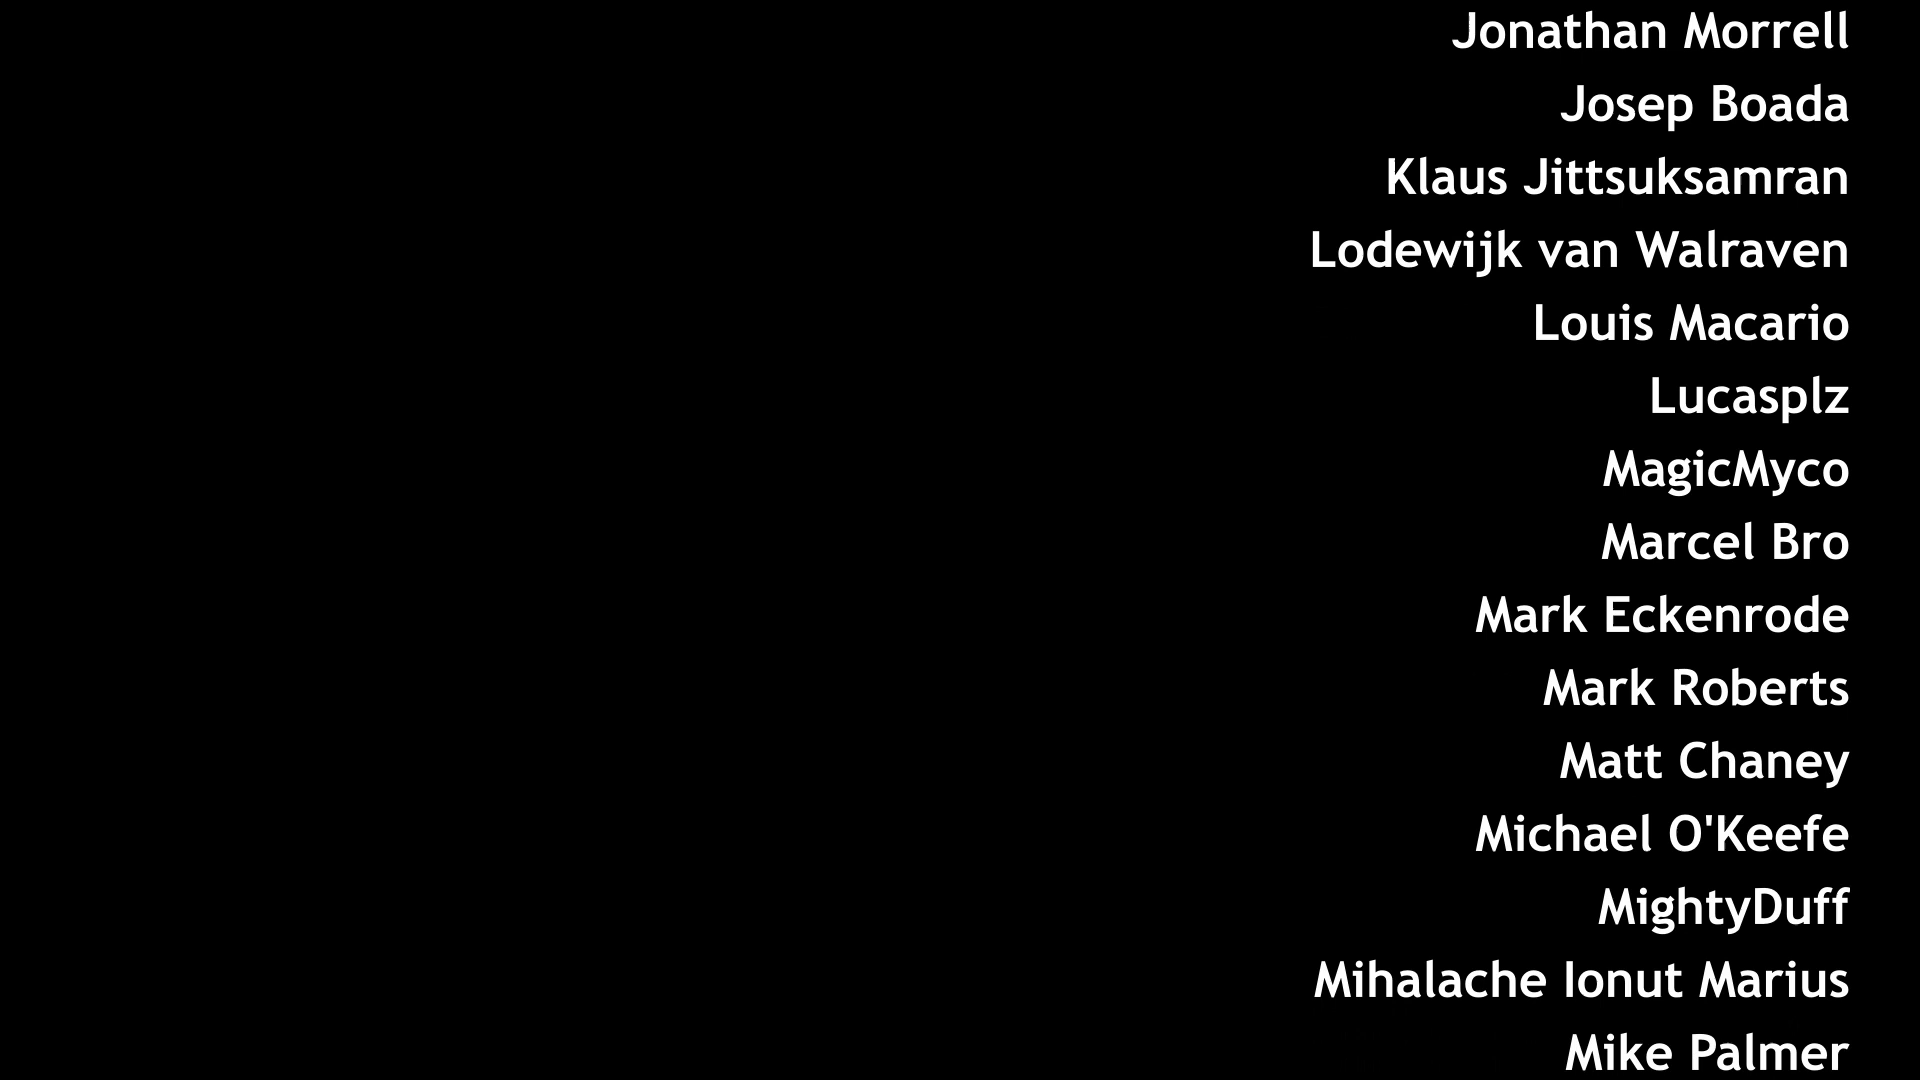 Jonathan Morrell
Josep Boada
Klaus Jittsuksamran
Lodewijk van Walraven
Louis Macario
Lucasplz
MagicMyco
Marcel Bro
Mark Eckenrode
Mark Roberts
Matt Chaney
Michael O'Keefe
MightyDuff
Mihalache Ionut Marius
Mike Palmer